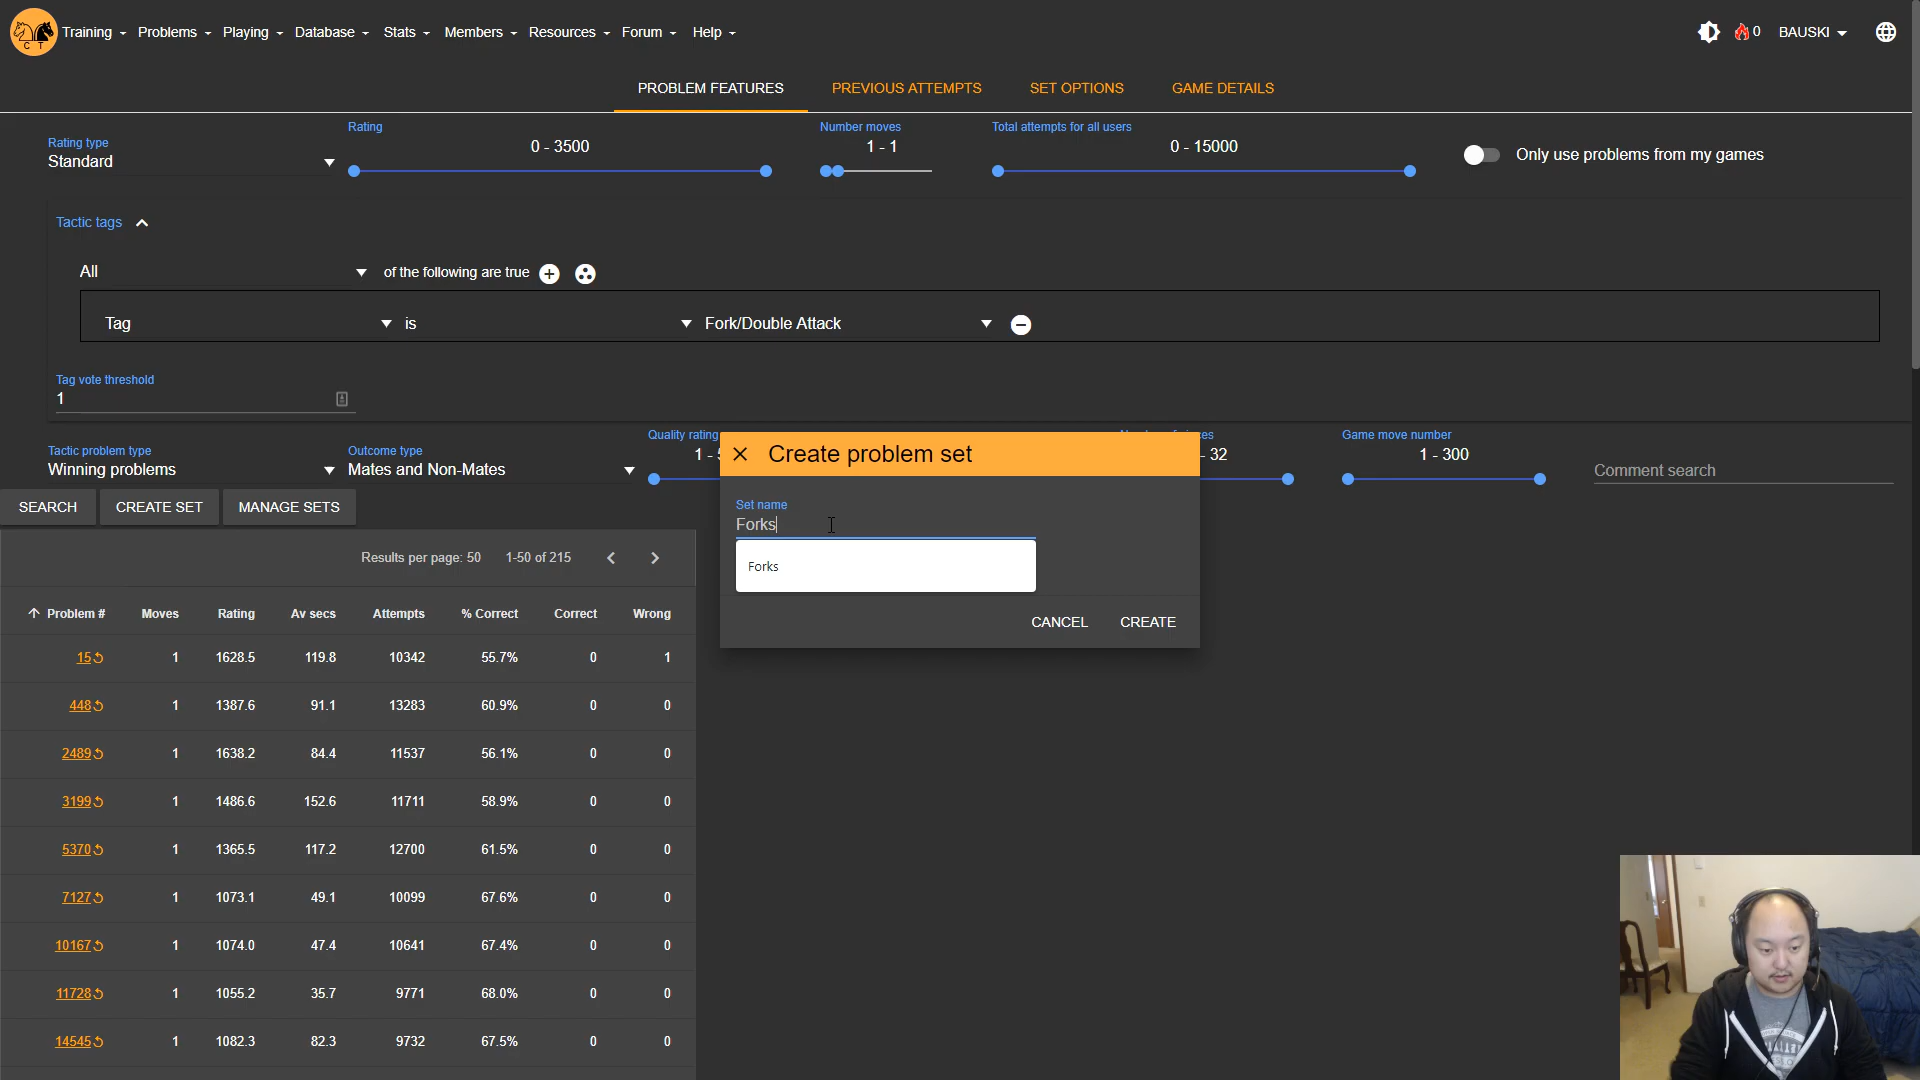 C T
Training Problems Playing Database Stats Members Resources Forum Help
0 BAUSKI
PROBLEM FEATURES PREVIOUS ATTEMPTS SET OPTIONS GAME DETAILS
Rating type
Standard
Rating
0 - 3500
Number moves
1 - 1
Total attempts for all users
0 - 15000
Only use problems from my games
Tactic tags
All of the following are true
Tag is Fork/Double Attack
Tag vote threshold
1
Tactic problem type
Winning problems
Outcome type
Mates and Non-Mates
Quality rating
Game move number
1 - 300
- 32
Comment search
SEARCH CREATE SET MANAGE SETS
Create problem set
Set name
Forks
Forks
CANCEL CREATE
Results per page: 50 1-50 of 215
Problem # Moves Rating Av secs Attempts % Correct Correct Wrong
15 1 1628.5 119.8 10342 55.7% 0 1
448 1 1387.6 91.1 13283 60.9% 0 0
2489 1 1638.2 84.4 11537 56.1% 0 0
3199 1 1486.6 152.6 11711 58.9% 0 0
5370 1 1365.5 117.2 12700 61.5% 0 0
7127 1 1073.1 49.1 10099 67.6% 0 0
10167 1 1074.0 47.4 10641 67.4% 0 0
11728 1 1055.2 35.7 9771 68.0% 0 0
14545 1 1082.3 82.3 9732 67.5% 0 0